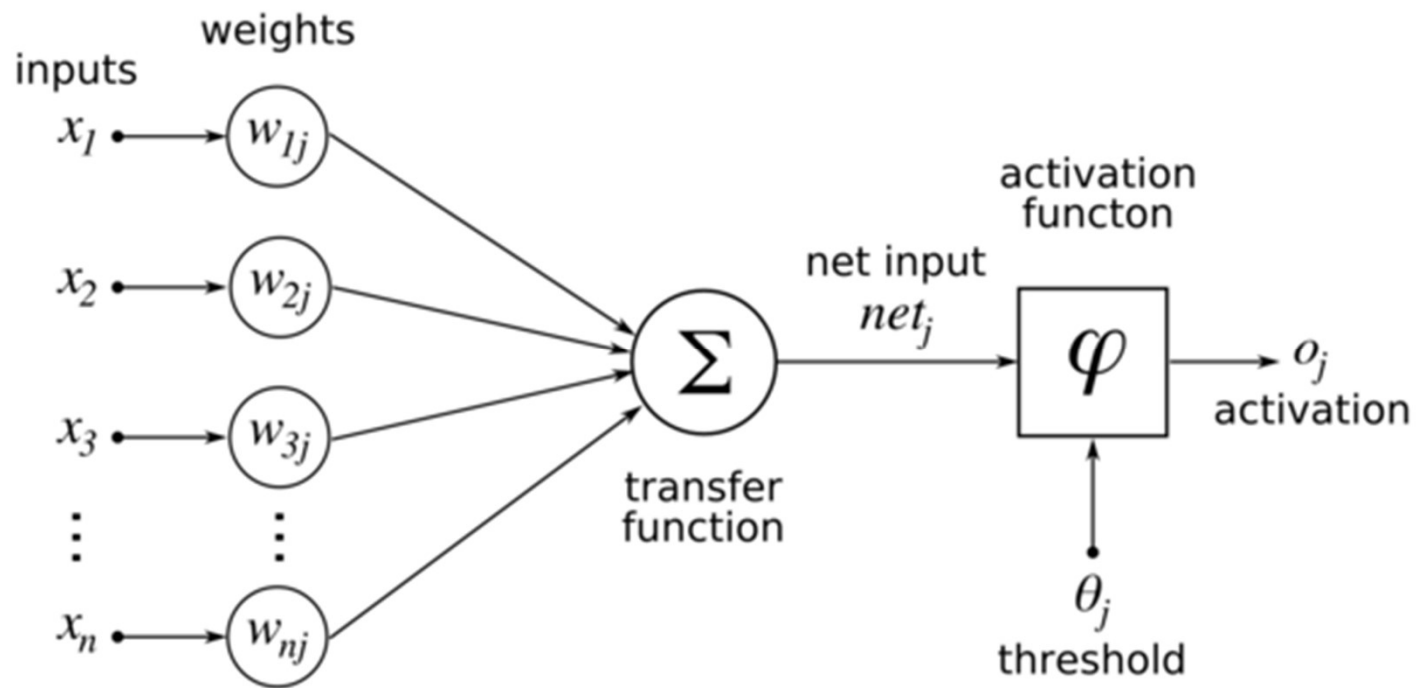 weights
inputs
x1 w1j
activation
functon
x2 w2j
net input
netj
Σ
φ
oj
activation
x3 w3j
transfer
function
⋮ ⋮
θj
xn wnj
threshold